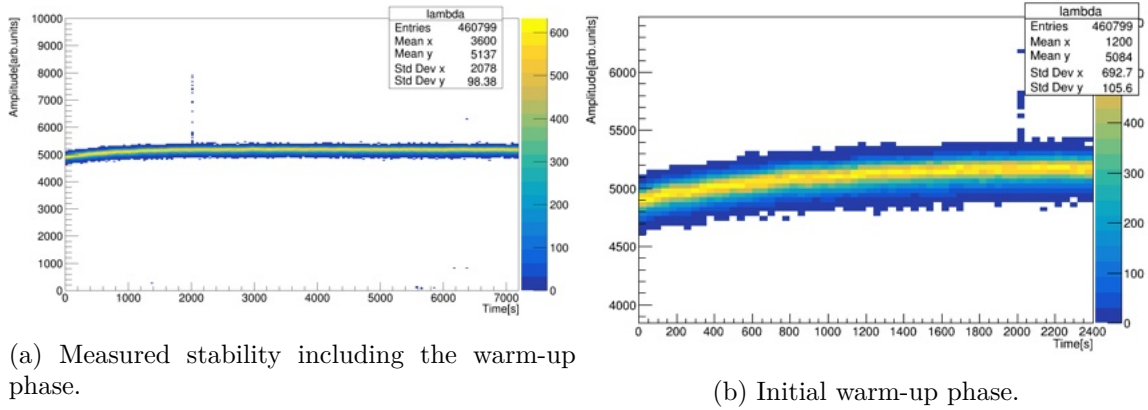 lambda
Entries 460799
Mean x 3600
Mean y 5137
Std Dev x 2078
Std Dev y 98.38
Amplitude[arb.units]
10000
9000
8000
7000
6000
5000
4000
3000
2000
1000
0
0 1000 2000 3000 4000 5000 6000 7000
Time[s]
600
500
400
300
200
100
0
(a) Measured stability including the warm-up
phase.
lambda
Entries 460799
Mean x 1200
Mean y 5084
Std Dev x 692.7
Std Dev y 105.6
Amplitude[arb.units]
6000
5500
5000
4500
4000
0 200 400 600 800 1000 1200 1400 1600 1800 2000 2200 2400
Time[s]
400
300
200
100
0
(b) Initial warm-up phase.